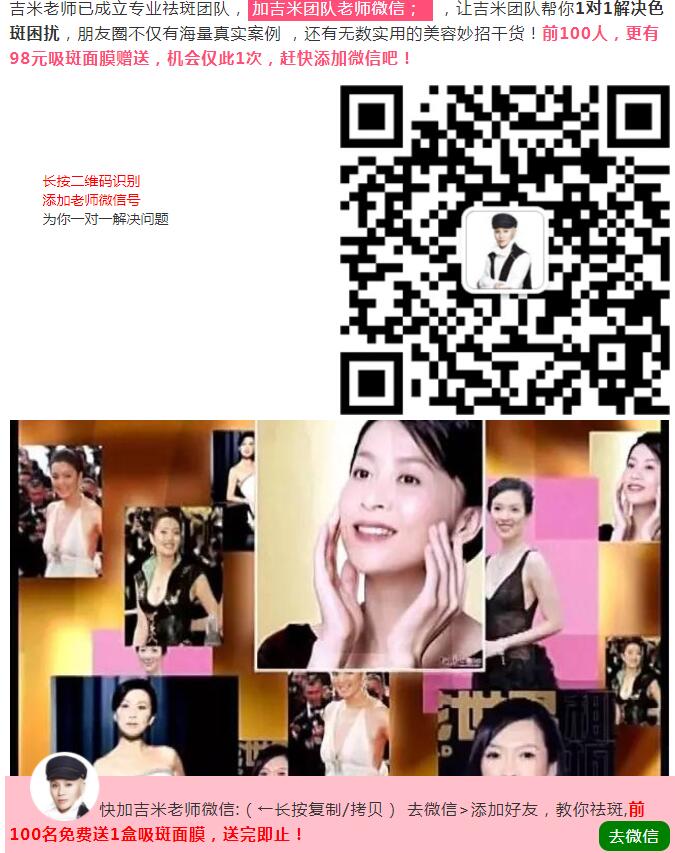 吉米老师已成立专业祛斑团队， 加吉米团队老师微信； ，让吉米团队帮你1对1解决色
斑困扰，朋友圈不仅有海量真实案例 ，还有无数实用的美容妙招干货！前100人，更有
98元吸斑面膜赠送，机会仅此1次，赶快添加微信吧！
长按二维码识别
添加老师微信号
为你一对一解决问题
世界
快加吉米老师微信:（ ←长按复制/拷贝 ） 去微信>添加好友，教你祛斑,前
100名免费送1盒吸斑面膜，送完即止！
去微信